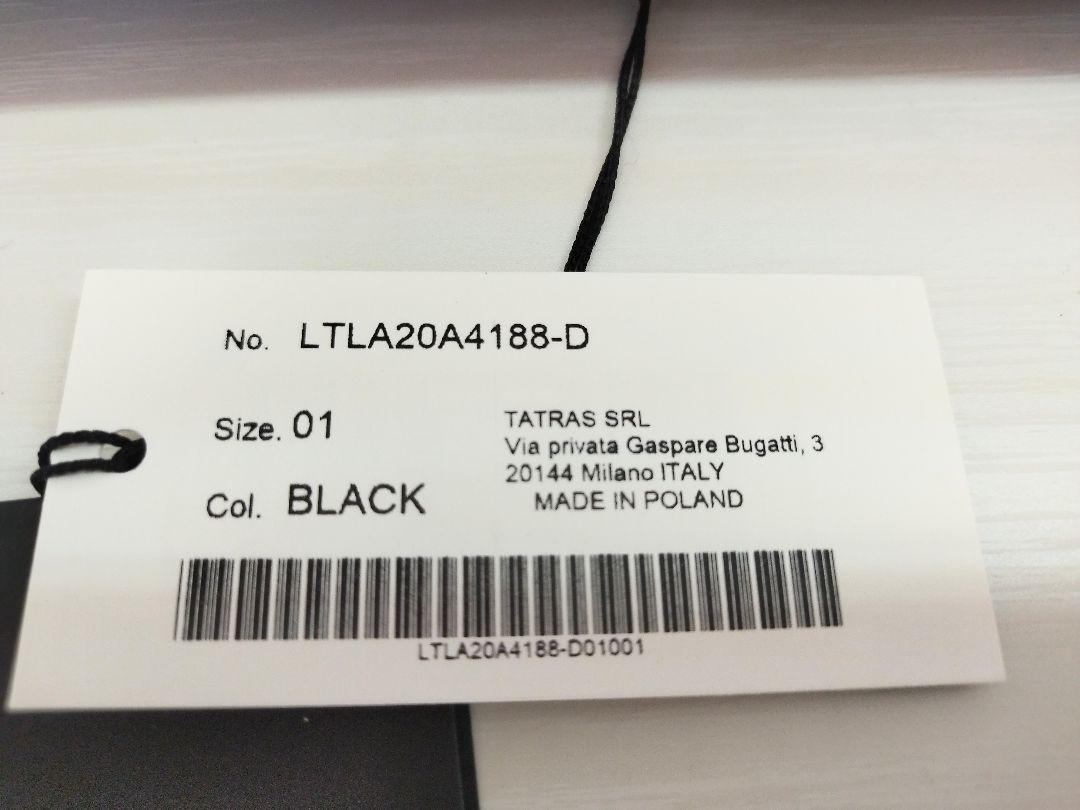 No. LTLA20A4188-D
Size. 01
Col. BLACK
TATRAS SRL
Via privata Gaspare Bugatti, 3
20144 Milano ITALY
MADE IN POLAND
LTLA20A4188-D01001